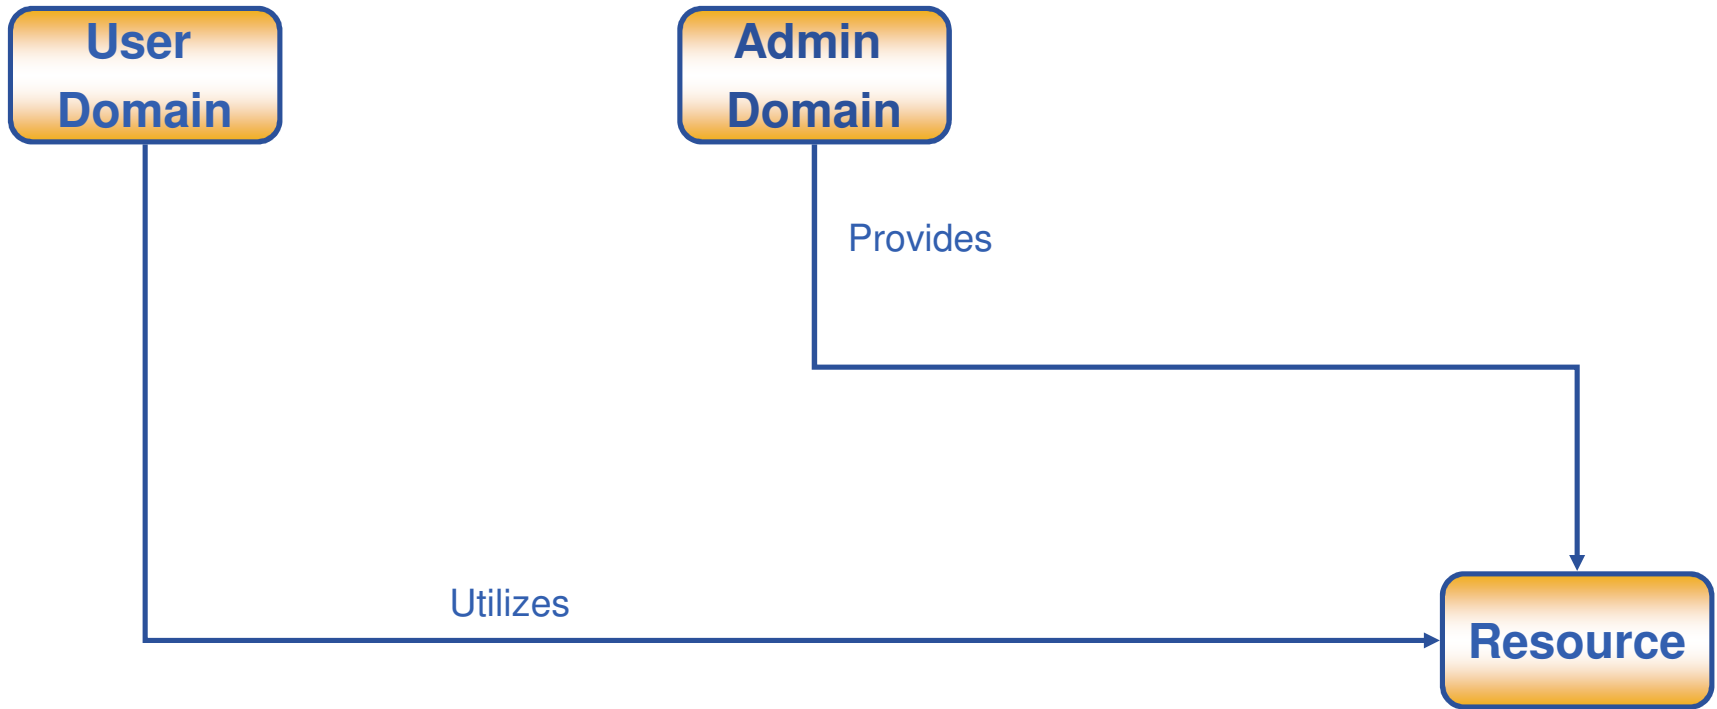 User
Domain
Admin
Domain
Provides
Utilizes
Resource